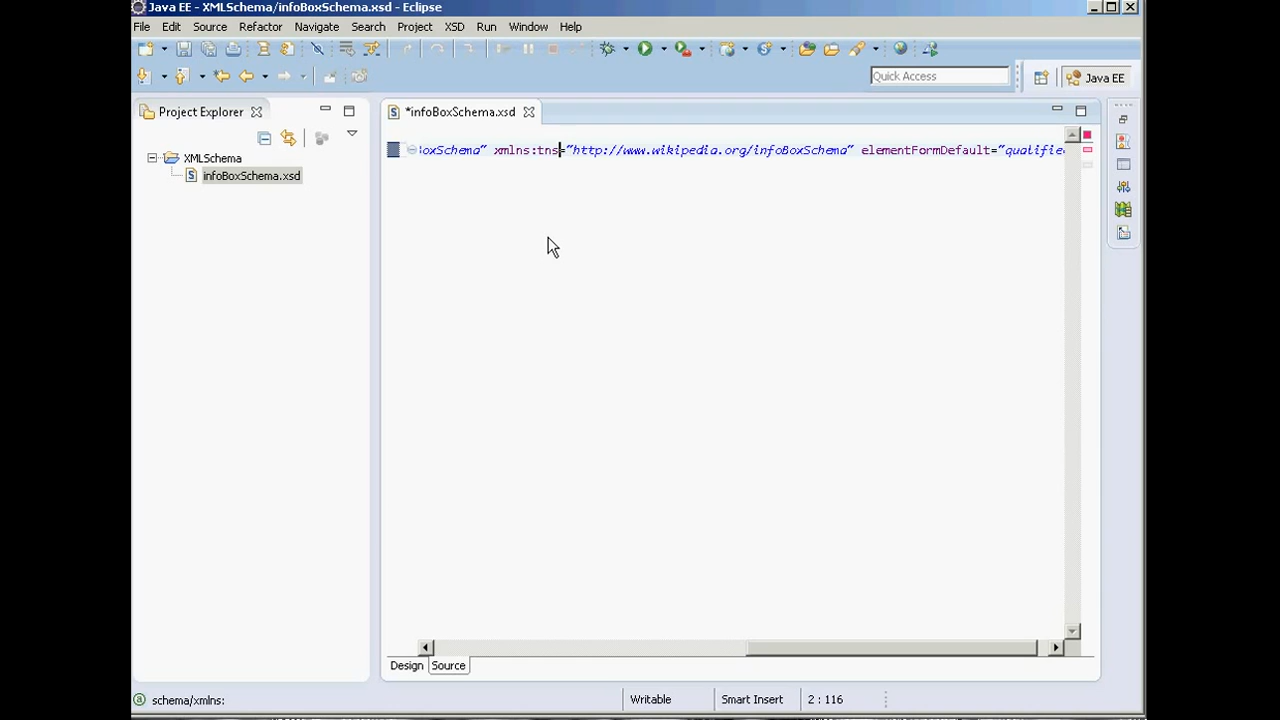 Java EE - XMLSchema/infoBoxSchema.xsd - Eclipse
File Edit Source Refactor Navigate Search Project XSD Run Window Help
Quick Access
Java EE
Project Explorer
*infoBoxSchema.xsd
oxSchema" xmlns:tns="http://www.wikipedia.org/infoBoxSchema" elementFormDefault="qualifie
XMLSchema
infoBoxSchema.xsd
Design Source
schema/xmlns: Writable Smart Insert 2 : 116